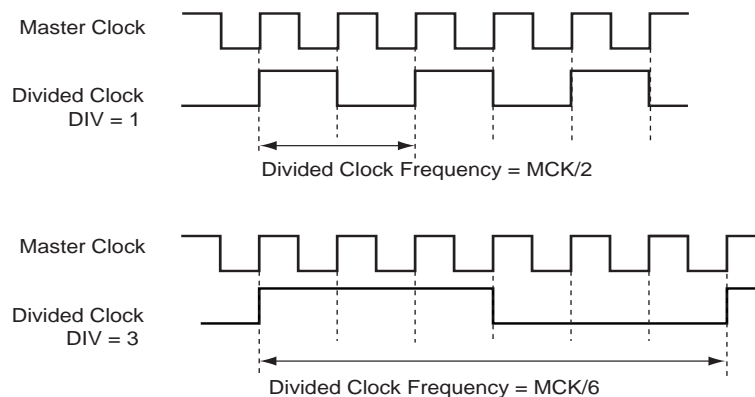 Master Clock
Divided Clock
DIV = 1
Divided Clock Frequency = MCK/2
Master Clock
Divided Clock
DIV = 3
Divided Clock Frequency = MCK/6